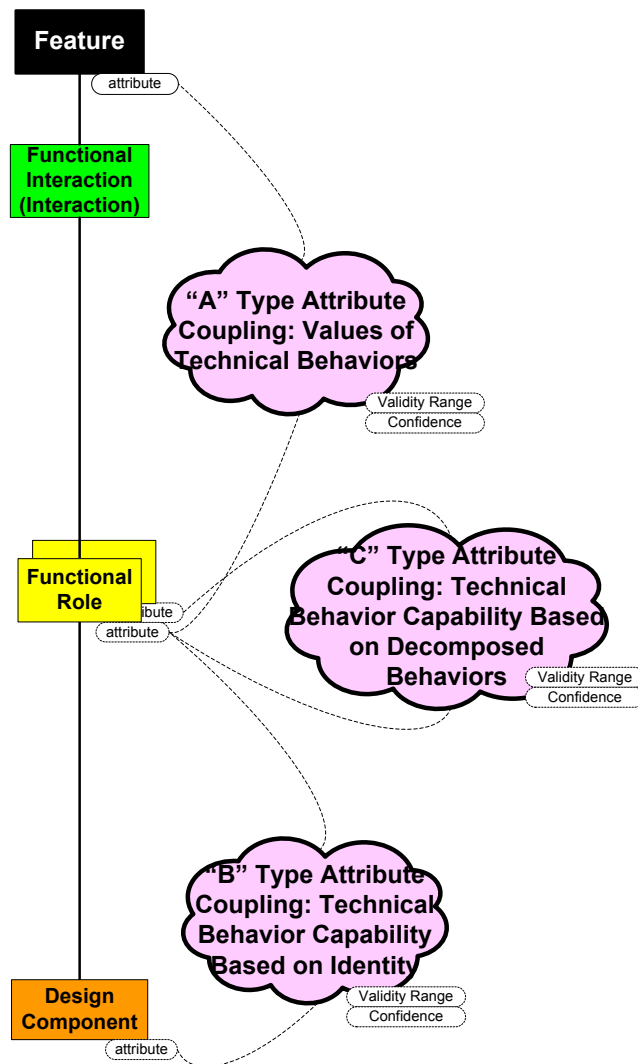 Feature
attribute
Functional
Interaction
(Interaction)
“A” Type Attribute
Coupling: Values of
Technical Behaviors
Validity Range
Confidence
“C” Type Attribute
Coupling: Technical
Behavior Capability Based
on Decomposed
Behaviors
Validity Range
Confidence
Functional
Role
attribute
attribute
“B” Type Attribute
Coupling: Technical
Behavior Capability
Based on Identity
Validity Range
Confidence
Design
Component
attribute